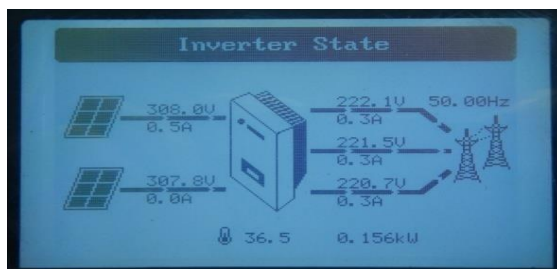 Inverter State
308.0V
0.5A
307.8V
0.0A
222.1V 50.00Hz
0.3A
221.5V
0.3A
220.7V
0.3A
36.5 0.156kW